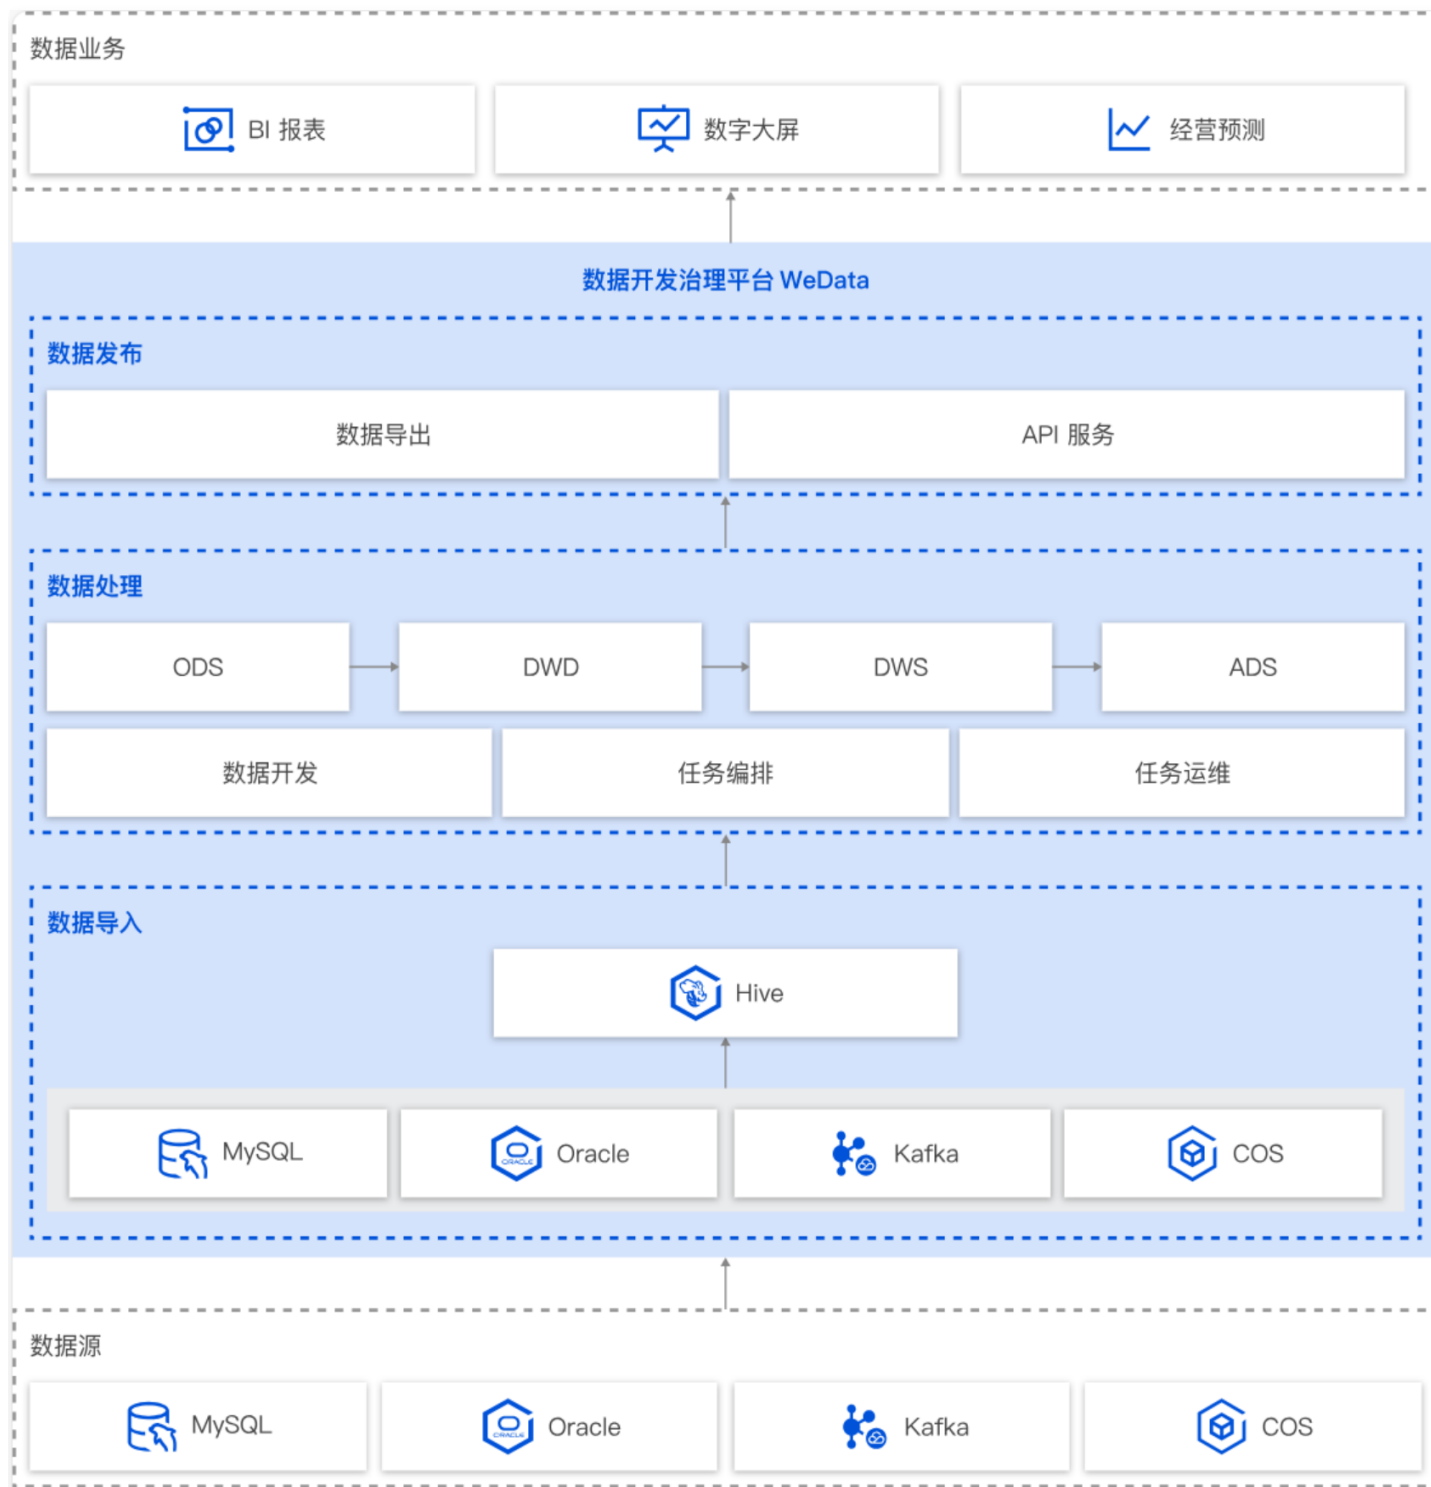 数据业务
BI 报表
数字大屏
经营预测
数据开发治理平台 WeData
数据发布
数据导出
API 服务
数据处理
ODS
DWD
DWS
ADS
数据开发
任务编排
任务运维
数据导入
Hive
MySQL
ORACLE
Oracle
Kafka
COS
数据源
MySQL
ORACLE
Oracle
Kafka
COS